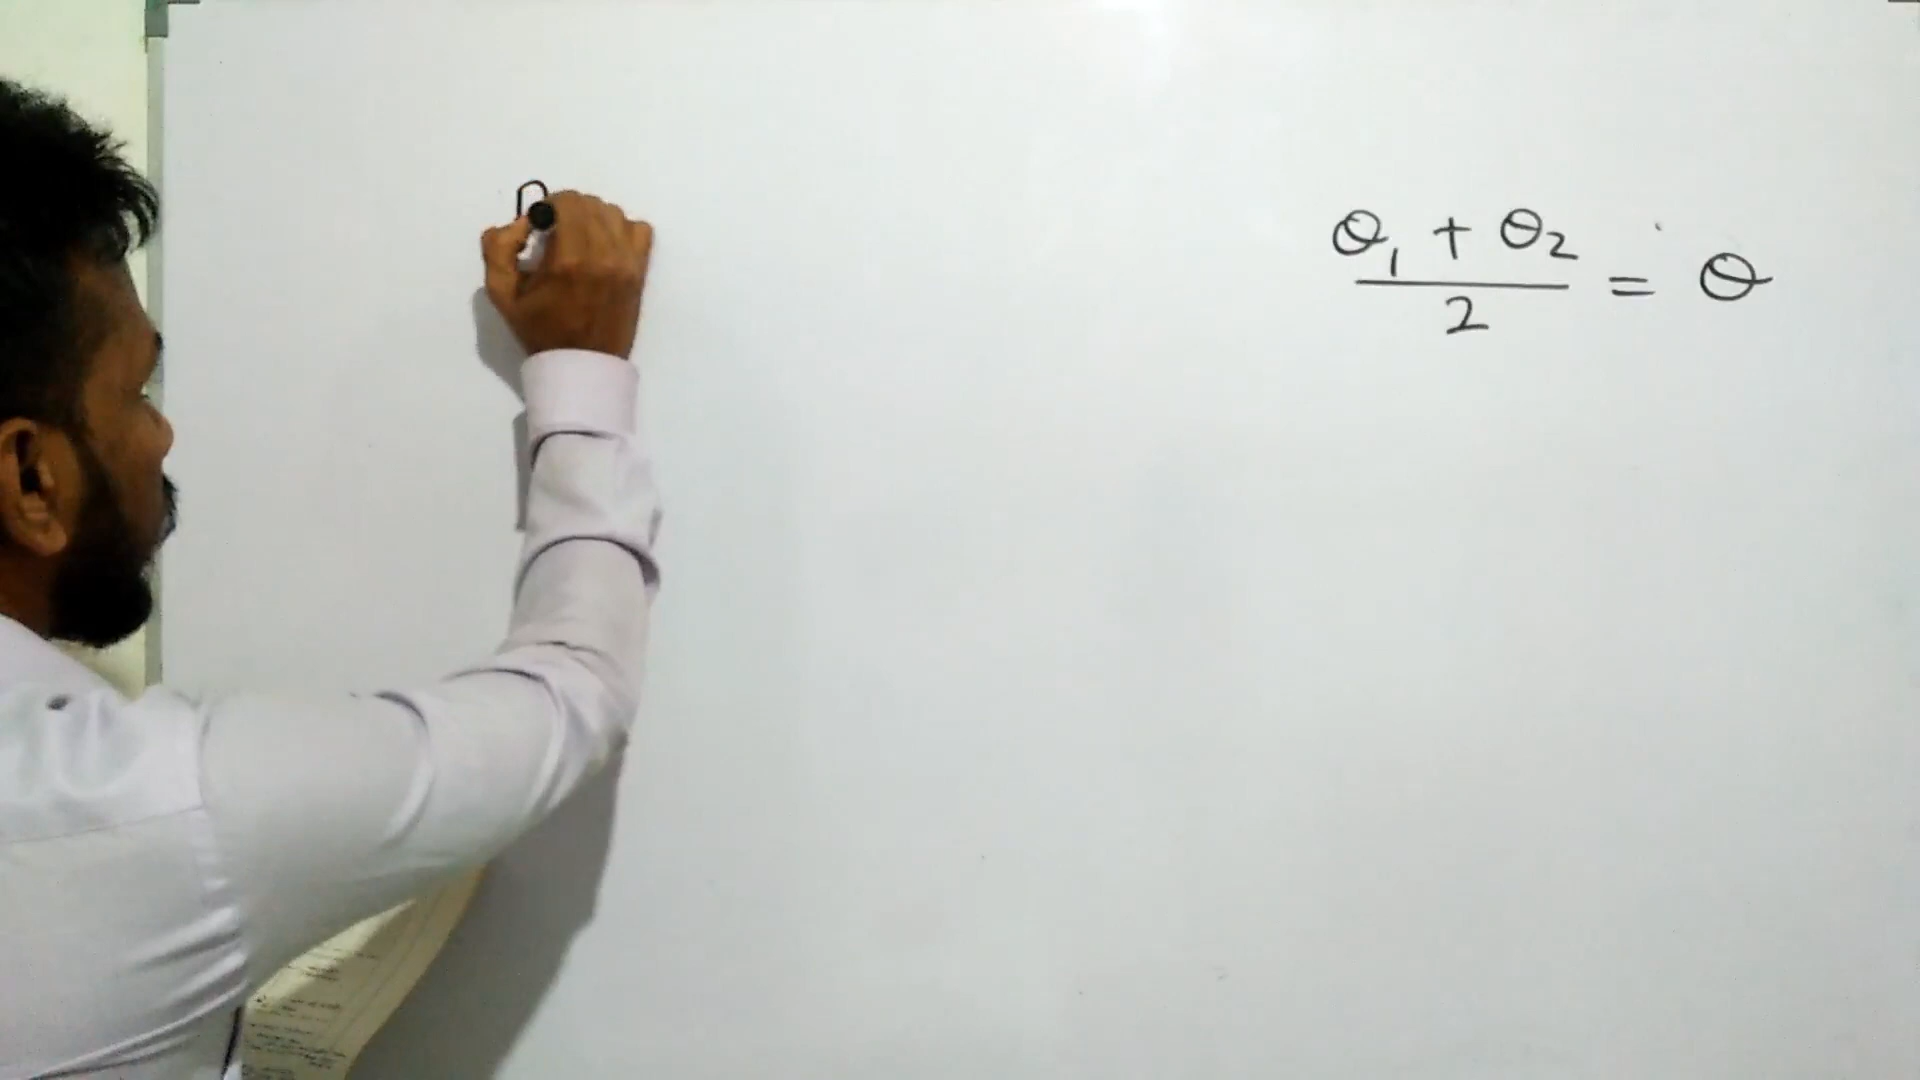 θ₁ + θ₂
2
= θ